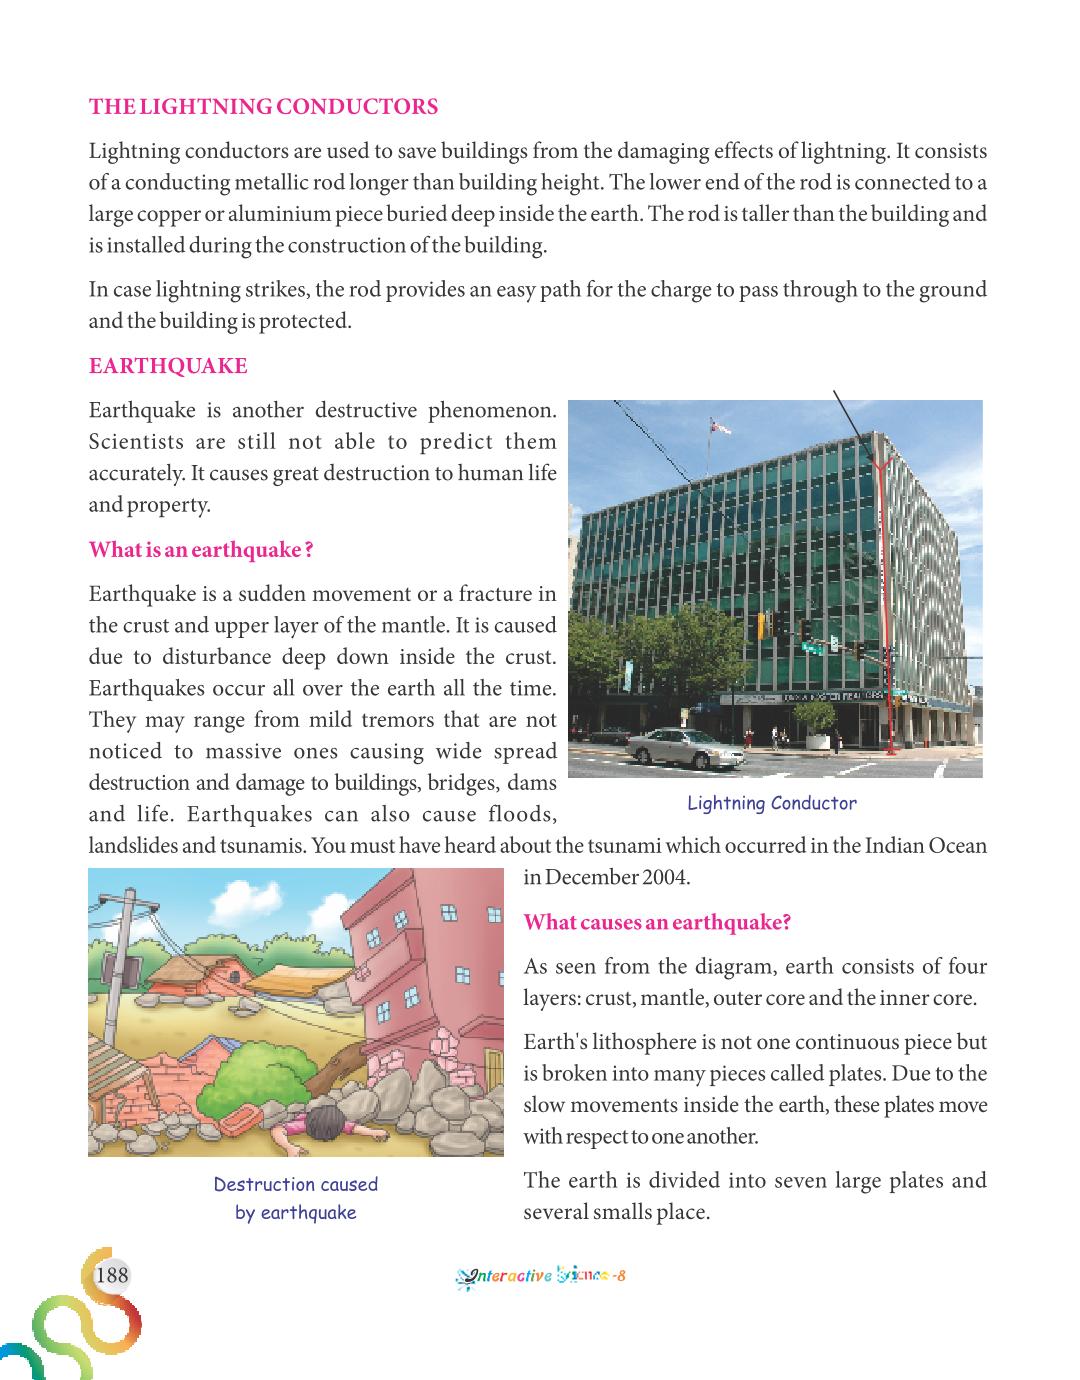 THE LIGHTNING CONDUCTORS
Lightning conductors are used to save buildings from the damaging effects of lightning. It consists
of a conducting metallic rod longer than building height. The lower end of the rod is connected to a
large copper or aluminium piece buried deep inside the earth. The rod is taller than the building and
is installed during the construction of the building.
In case lightning strikes, the rod provides an easy path for the charge to pass through to the ground
and the building is protected.
EARTHQUAKE
Earthquake is another destructive phenomenon.
Scientists are still not able to predict them
accurately. It causes great destruction to human life
and property.
What is an earthquake ?
Earthquake is a sudden movement or a fracture in
the crust and upper layer of the mantle. It is caused
due to disturbance deep down inside the crust.
Earthquakes occur all over the earth all the time.
They may range from mild tremors that are not
noticed to massive ones causing wide spread
destruction and damage to buildings, bridges, dams
and life. Earthquakes can also cause floods,
Lightning Conductor
landslides and tsunamis. You must have heard about the tsunami which occurred in the Indian Ocean
in December 2004.
What causes an earthquake?
As seen from the diagram, earth consists of four
layers: crust, mantle, outer core and the inner core.
Earth's lithosphere is not one continuous piece but
is broken into many pieces called plates. Due to the
slow movements inside the earth, these plates move
with respect to one another.
The earth is divided into seven large plates and
several smalls place.
Destruction caused
by earthquake
188
Interactive Science-8